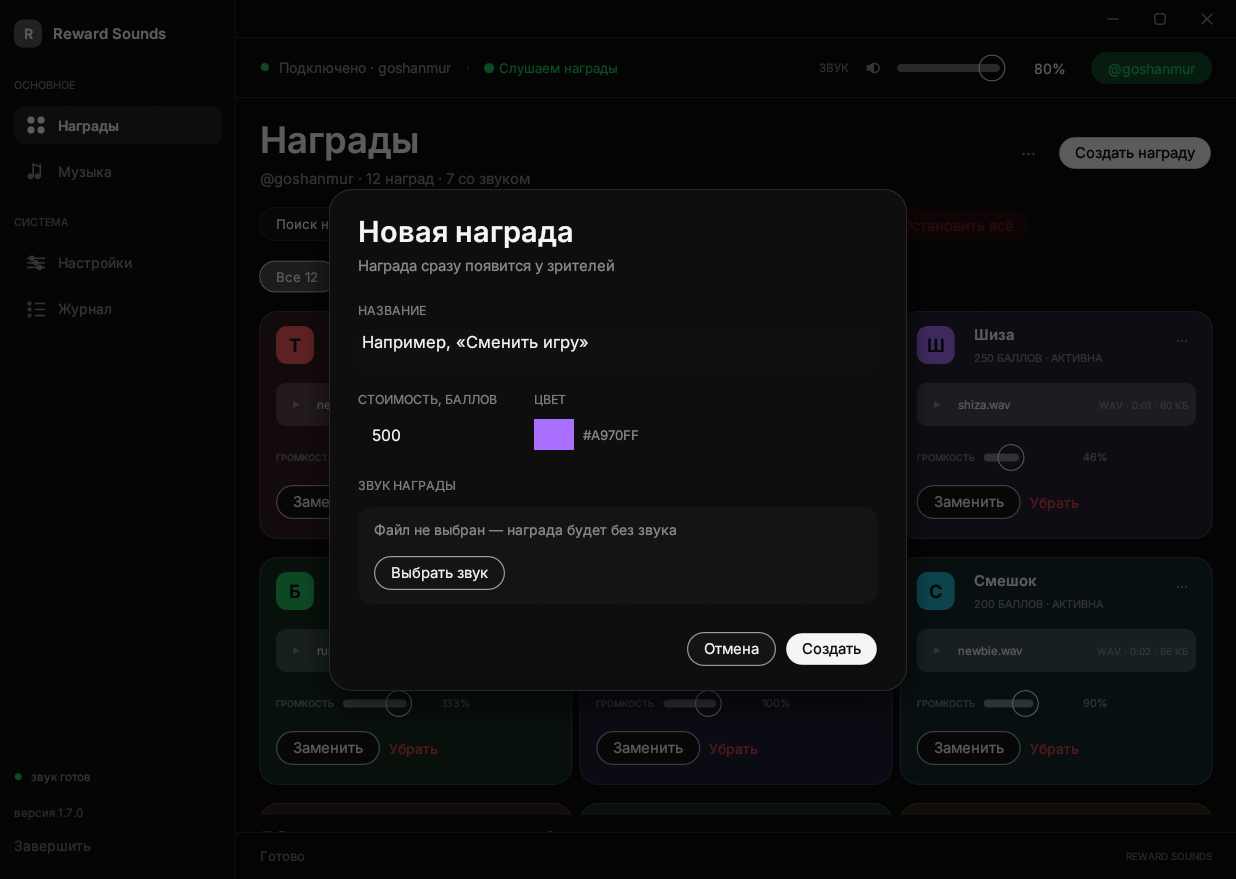 R Reward Sounds
ОСНОВНОЕ
Награды
Музыка
СИСТЕМА
Настройки
Журнал
звук готов
версия 1.7.0
Завершить
Подключено · goshanmur · Слушаем награды
ЗВУК 80% @goshanmur
Награды
@goshanmur · 12 наград · 7 со звуком
... Создать награду
Поиск
Остановить всё
Все 12
Новая награда
Награда сразу появится у зрителей
НАЗВАНИЕ
Например, «Сменить игру»
СТОИМОСТЬ, БАЛЛОВ ЦВЕТ
500 #A970FF
ЗВУК НАГРАДЫ
Файл не выбран — награда будет без звука
Выбрать звук
Отмена Создать
Т
Ш Шиза ...
250 БАЛЛОВ · АКТИВНА
shiza.wav WAV · 0:01 · 60 КБ
ГРОМКОСТЬ 46%
Заменить Убрать
Б
С Смешок ...
200 БАЛЛОВ · АКТИВНА
newbie.wav WAV · 0:02 · 86 КБ
ГРОМКОСТЬ 133%
Заменить Убрать
ГРОМКОСТЬ 100%
Заменить Убрать
ГРОМКОСТЬ 90%
Заменить Убрать
Готово
REWARD SOUNDS